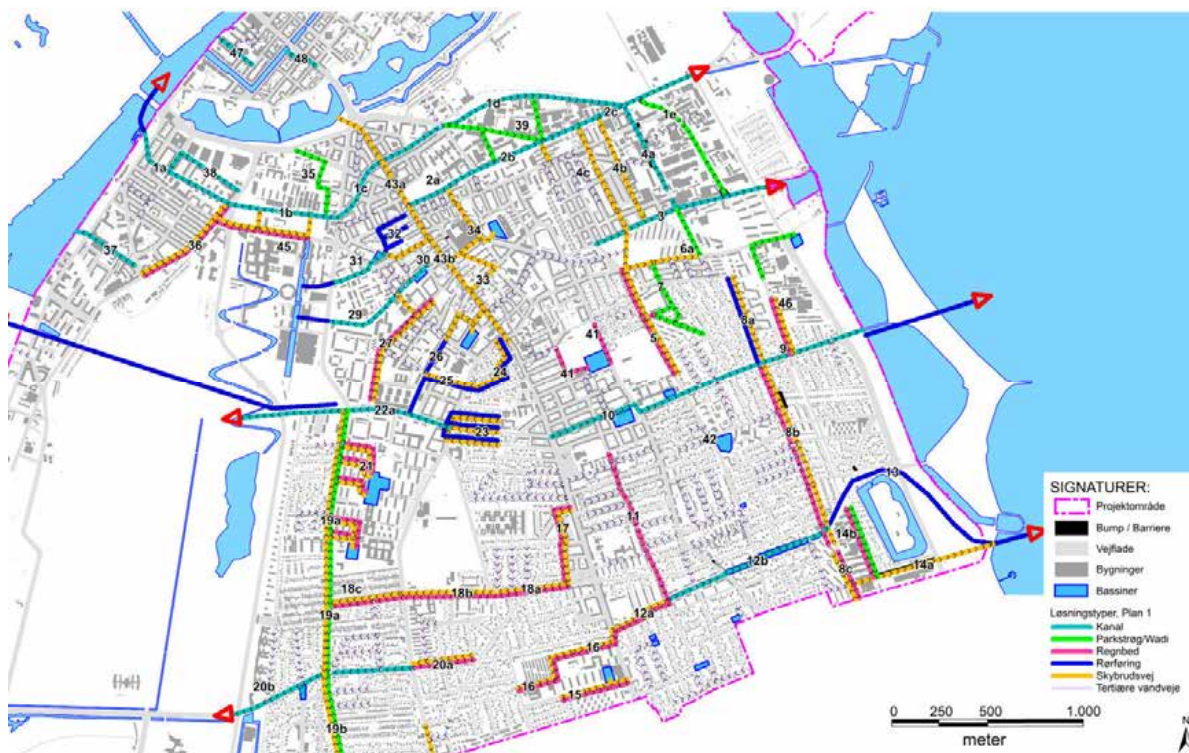 47
48
1d
39
2c
1e
1a
38
35
2b
4a
4b
4c
1c
2a
43a
1b
3
36
45
32
34
37
31
30
43b
6a
33
7
29
8a
46
27
41
5
9
26
24
41
25
22a
10
23
42
8b
21
13
11
17
19a
14b
12b
14a
8c
18c
18b
18a
19a
12a
16
20a
16
15
20b
19b
SIGNATURER:
Projektområde
Bump / Barriere
Vejflade
Bygninger
Bassiner
Løsningstyper, Plan 1
Kanal
Parkstrøg/Wadi
Regnbed
Rørføring
Skybrudsvej
Tertiære vandveje
0 250 500 1.000
meter
N